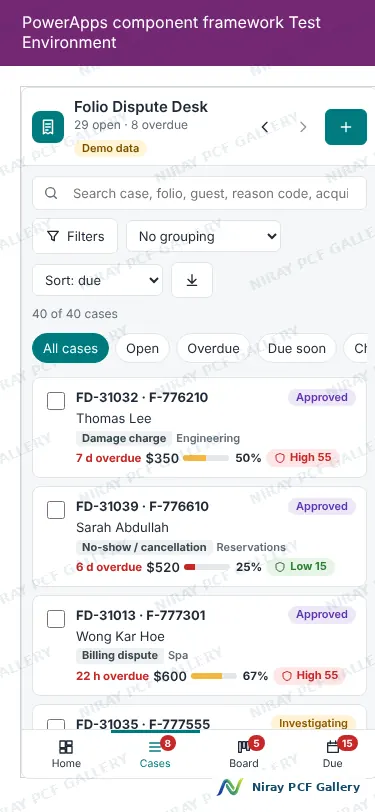 PowerApps component framework Test
Environment
Folio Dispute Desk
29 open · 8 overdue
Demo data
Search case, folio, guest, reason code, acqui
Filters
No grouping
Sort: due
40 of 40 cases
All cases
Open
Overdue
Due soon
Ch
FD-31032 · F-776210
Approved
Thomas Lee
Damage charge Engineering
7 d overdue $350 50% High 55
FD-31039 · F-776610
Approved
Sarah Abdullah
No-show / cancellation Reservations
6 d overdue $520 25% Low 15
FD-31013 · F-777301
Approved
Wong Kar Hoe
Billing dispute Spa
22 h overdue $600 67% High 55
FD-31035 · F-777555
Investigating
8
5
15
Home
Cases
Board
Due
Niray PCF Gallery
NIRAY PCF GALLERY